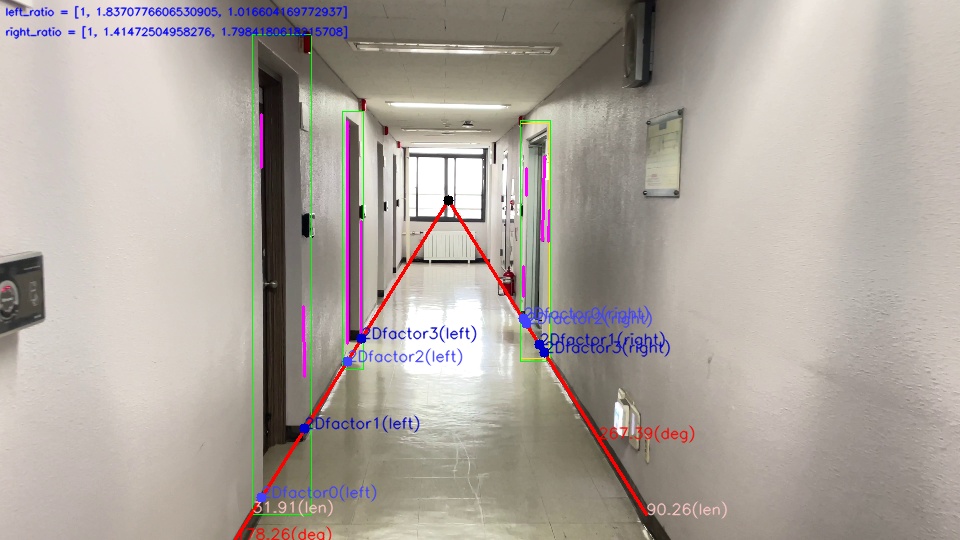 left_ratio = [1, 1.8370776606530905, 1.016604169772937]
right_ratio = [1, 1.41472504958276, 1.7984180618215708]
2Dfactor3(left)
2Dfactor2(left)
2Dfactor1(left)
2Dfactor0(left)
31.91(len)
78.26(deg)
2Dfactor0(right)
2Dfactor2(right)
2Dfactor1(right)
2Dfactor3(right)
267.39(deg)
90.26(len)